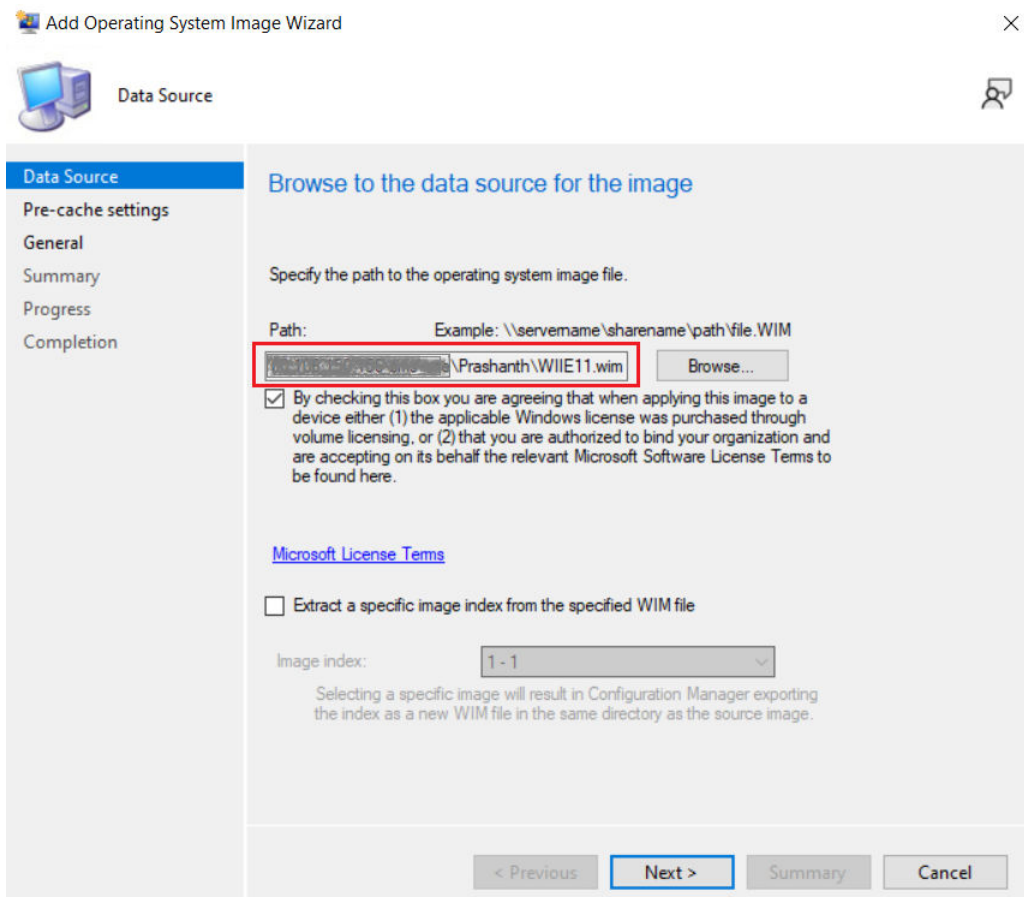 Add Operating System Image Wizard
Data Source
Data Source
Pre-cache settings
General
Summary
Progress
Completion
Browse to the data source for the image
Specify the path to the operating system image file.
Path: Example: \\servername\sharename\path\file.WIM
\Prashanth\WIIE11.wim Browse...
By checking this box you are agreeing that when applying this image to a
device either (1) the applicable Windows license was purchased through
volume licensing, or (2) that you are authorized to bind your organization and
are accepting on its behalf the relevant Microsoft Software License Terms to
be found here.
Microsoft License Terms
Extract a specific image index from the specified WIM file
Image index: 1 - 1
Selecting a specific image will result in Configuration Manager exporting
the index as a new WIM file in the same directory as the source image.
< Previous Next > Summary Cancel